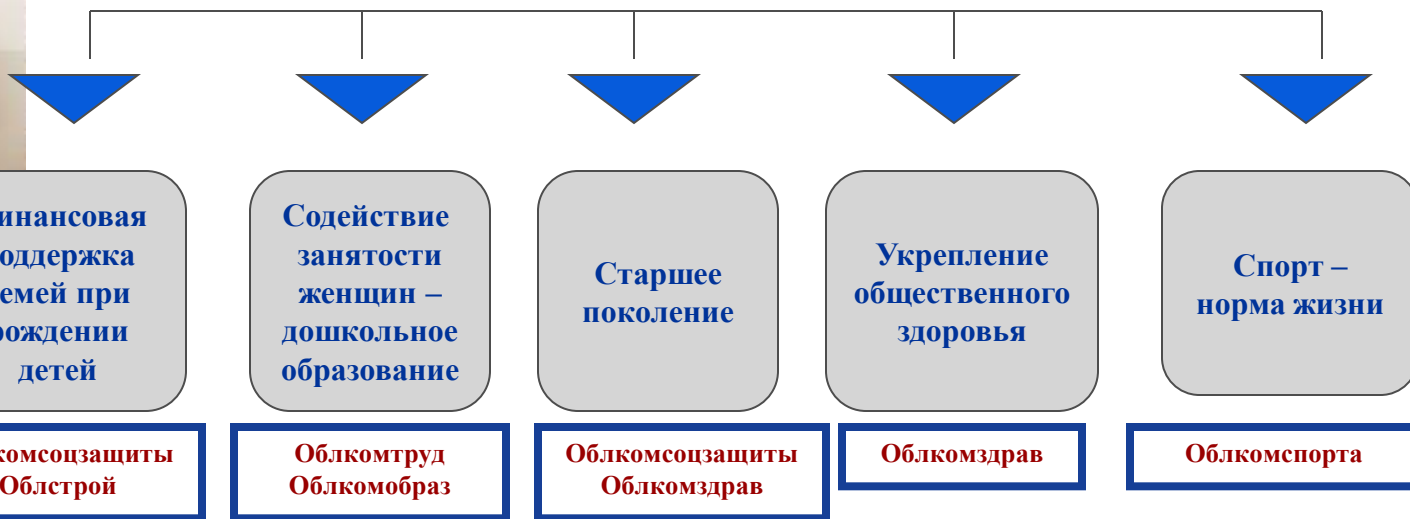 инансовая
оддержка
емей при
рождении
детей
Содействие
занятости
женщин –
дошкольное
образование
Старшее
поколение
Укрепление
общественного
здоровья
Спорт –
норма жизни
комсоцзащиты
Облстрой
Облкомтруд
Облкомобраз
Облкомсоцзащиты
Облкомздрав
Облкомздрав
Облкомспорта